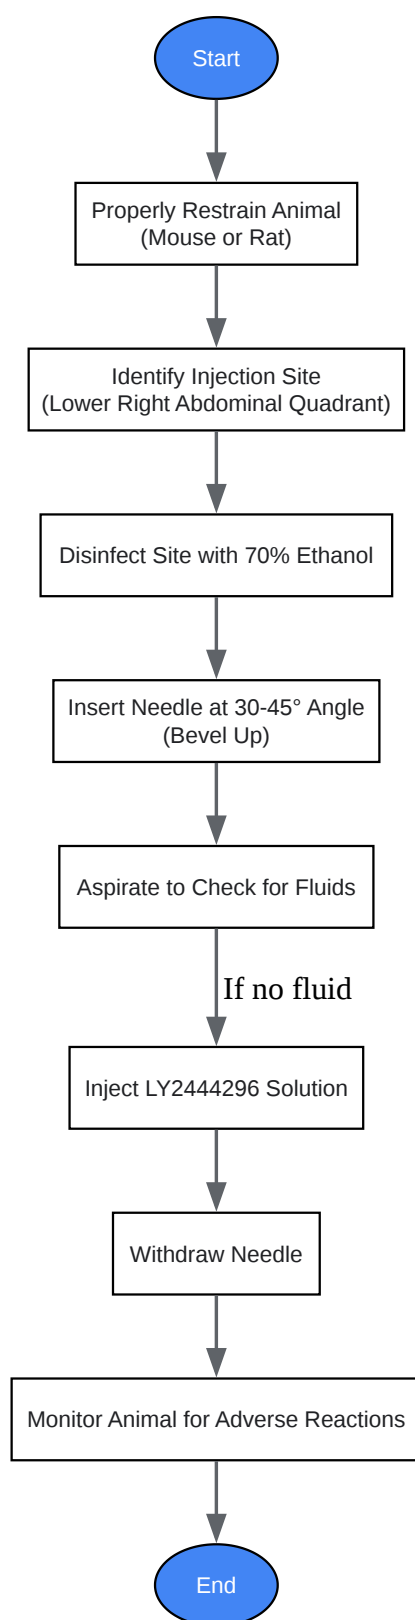 Start
Properly Restrain Animal
(Mouse or Rat)
Identify Injection Site
(Lower Right Abdominal Quadrant)
Disinfect Site with 70% Ethanol
Insert Needle at 30-45° Angle
(Bevel Up)
Aspirate to Check for Fluids
If no fluid
Inject LY2444296 Solution
Withdraw Needle
Monitor Animal for Adverse Reactions
End